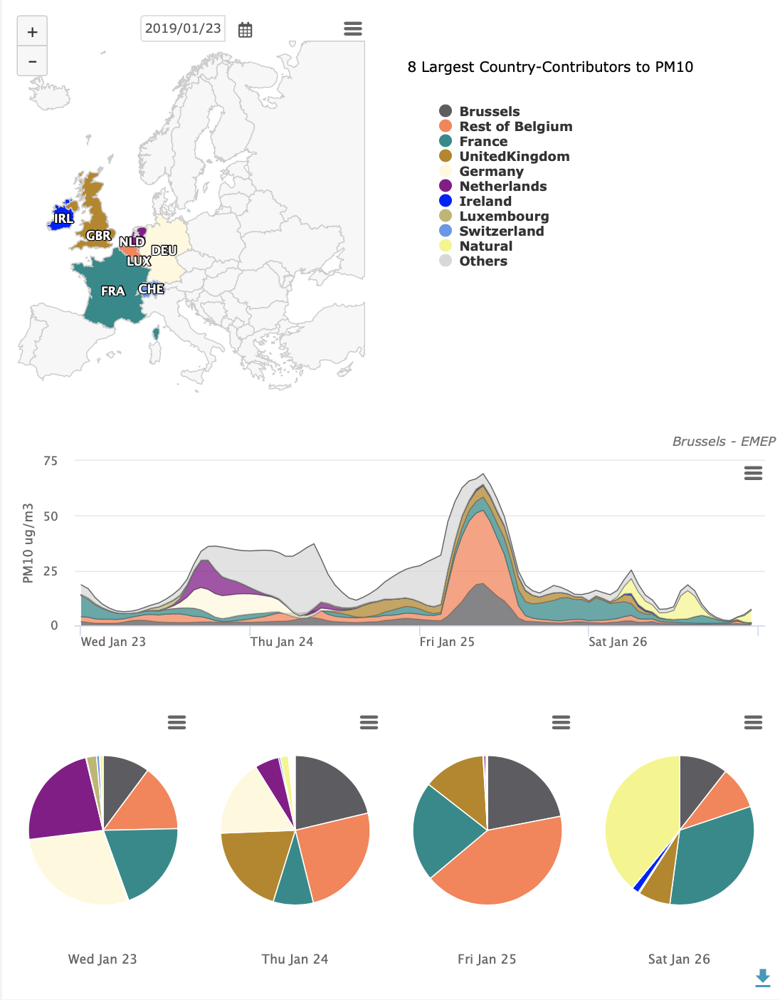 +
2019/01/23
−
8 Largest Country-Contributors to PM10
Brussels
Rest of Belgium
France
UnitedKingdom
Germany
Netherlands
Ireland
Luxembourg
Switzerland
Natural
Others
IRL
GBR
NLD
DEU
LUX
CHE
FRA
Brussels - EMEP
PM10 ug/m3
75
50
25
0
Wed Jan 23
Thu Jan 24
Fri Jan 25
Sat Jan 26
Wed Jan 23
Thu Jan 24
Fri Jan 25
Sat Jan 26